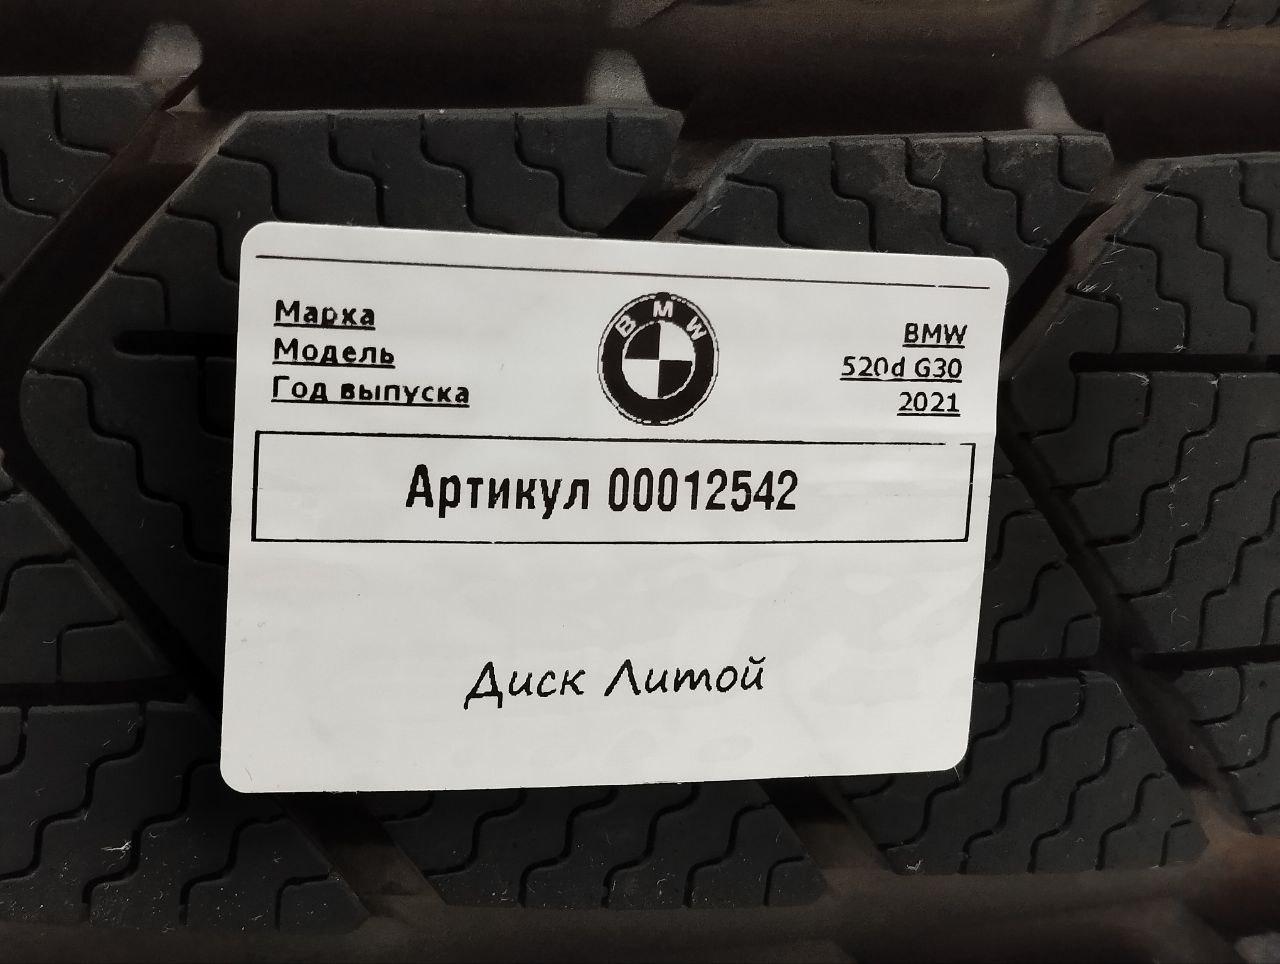 Марка
BMW
BMW
Модель
520d G30
Год выпуска
2021
Артикул 00012542
Диск Литой